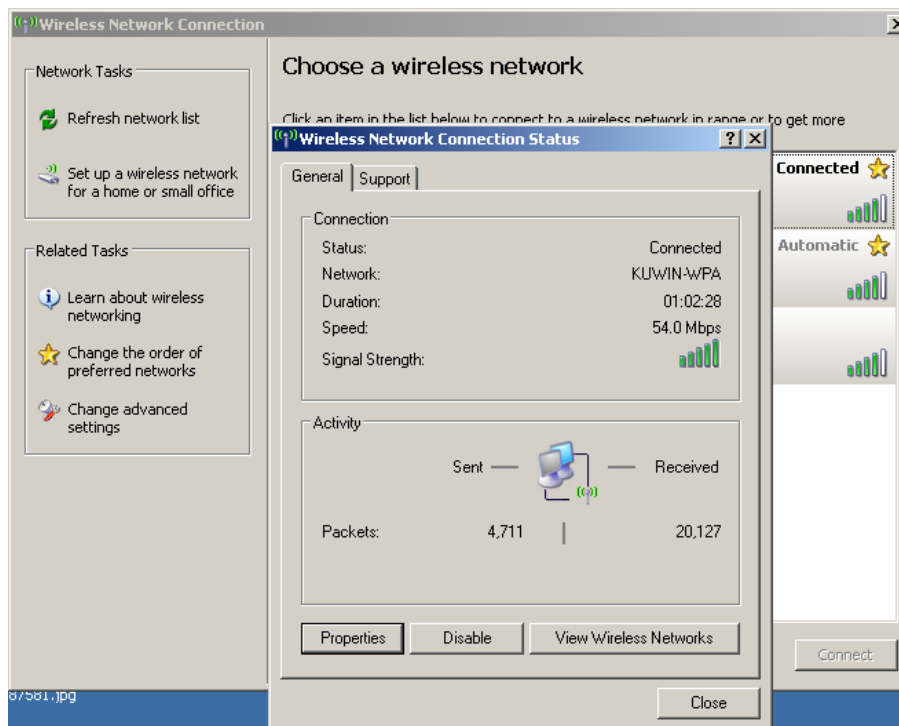 Wireless Network Connection
Network Tasks
Refresh network list
Set up a wireless network
for a home or small office
Related Tasks
Learn about wireless
networking
Change the order of
preferred networks
Change advanced
settings
Choose a wireless network
Click an item in the list below to connect to a wireless network in range or to get more
Connected
Automatic
Connect
Wireless Network Connection Status
General
Support
Connection
Status: Connected
Network: KUWIN-WPA
Duration: 01:02:28
Speed: 54.0 Mbps
Signal Strength:
Activity
Sent — — Received
Packets: 4,711 | 20,127
Properties
Disable
View Wireless Networks
Close
87581.jpg